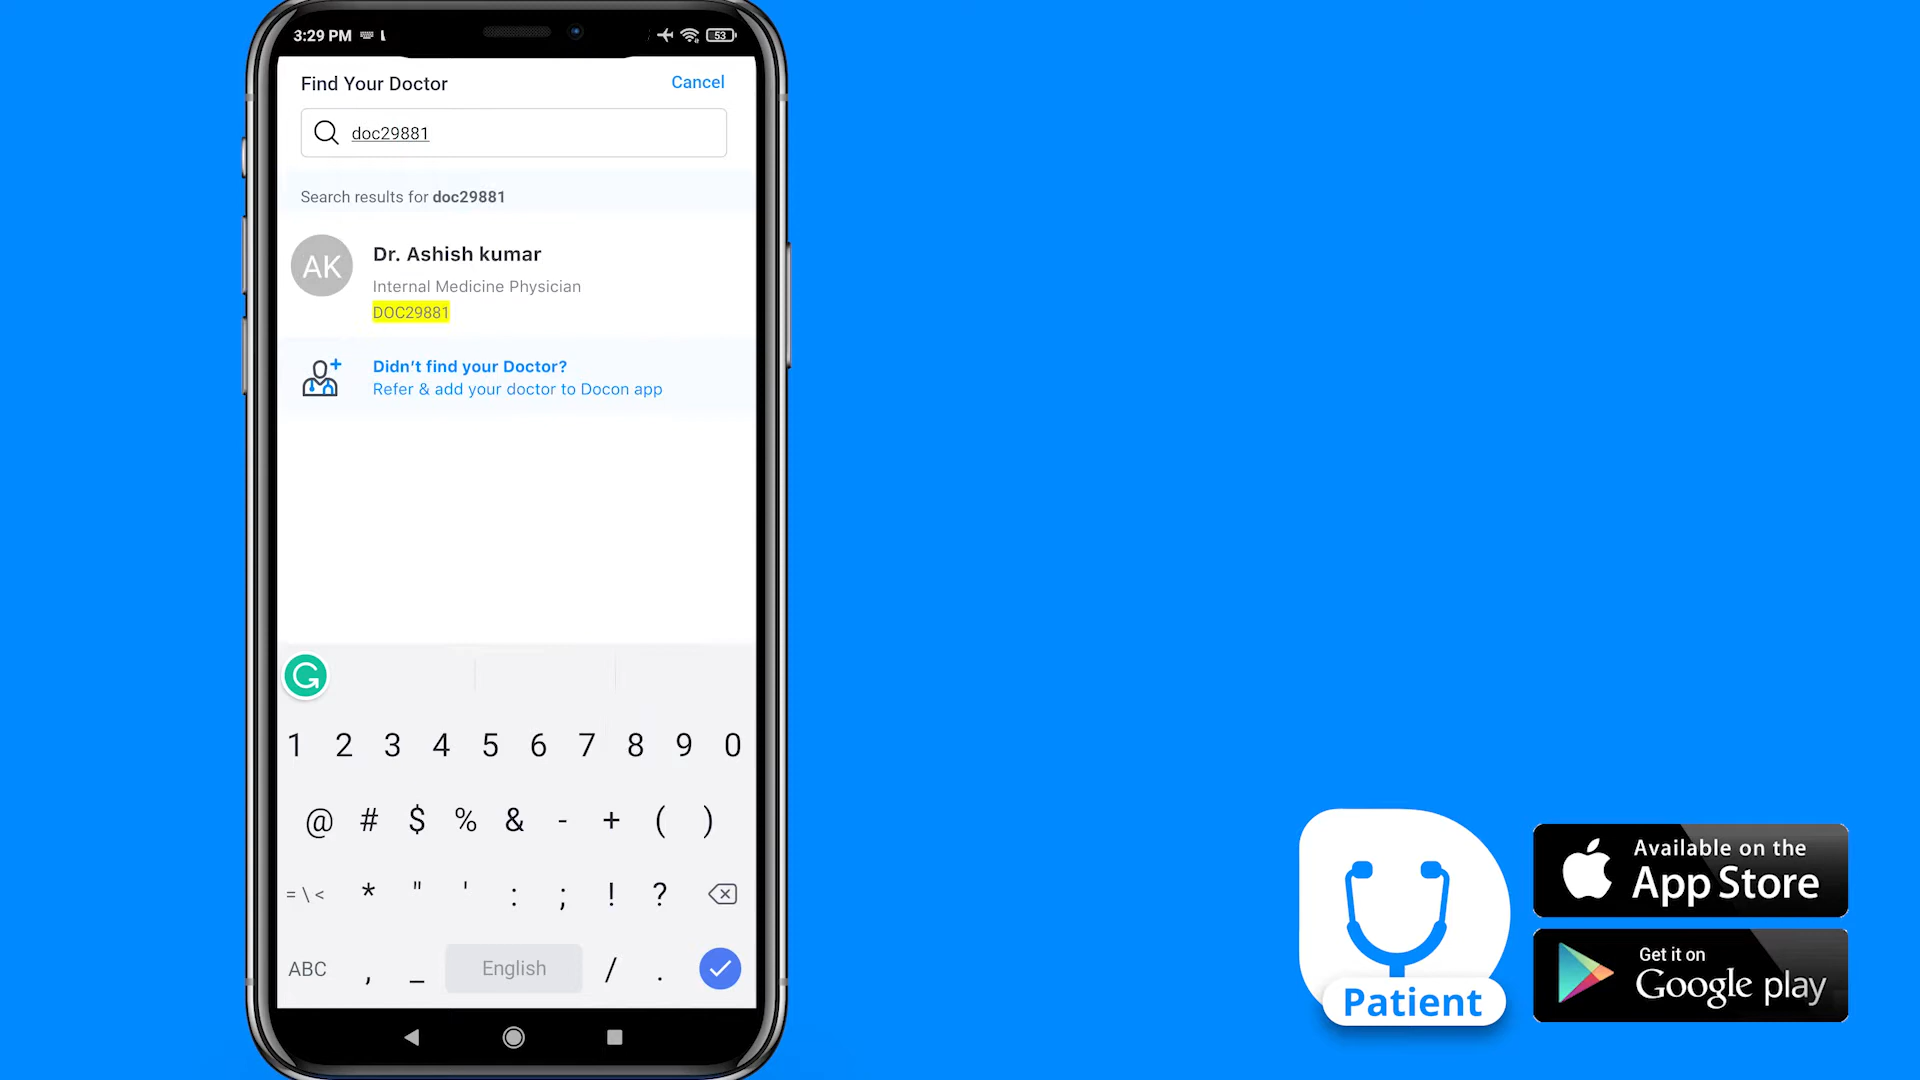 3:29 PM
53
Find Your Doctor
Cancel
doc29881
Search results for doc29881
AK
Dr. Ashish kumar
Internal Medicine Physician
DOC29881
Didn't find your Doctor?
Refer & add your doctor to Docon app
G
1 2 3 4 5 6 7 8 9 0
@ # $ % & - + ( )
= \ < * " ' : ; ! ?
ABC , _ English / .
Patient
Available on the
App Store
Get it on
Google play